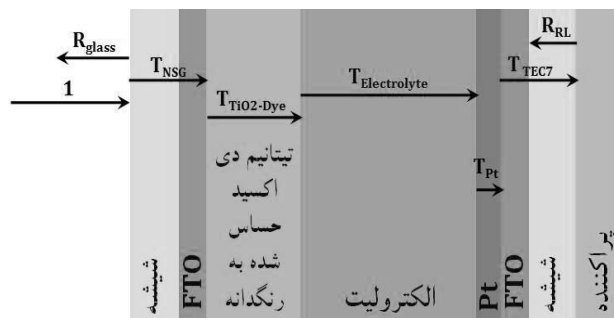 R_glass
R_RL
T_NSG
T_TEC7
T_Electrolyte
1
T_TiO2-Dye
تیتانیم دی
اکسید
حساس
شده به
رنگدانه
T_Pt
شیشه
FTO
الکترولیت
Pt
FTO
شیشه
پراکننده